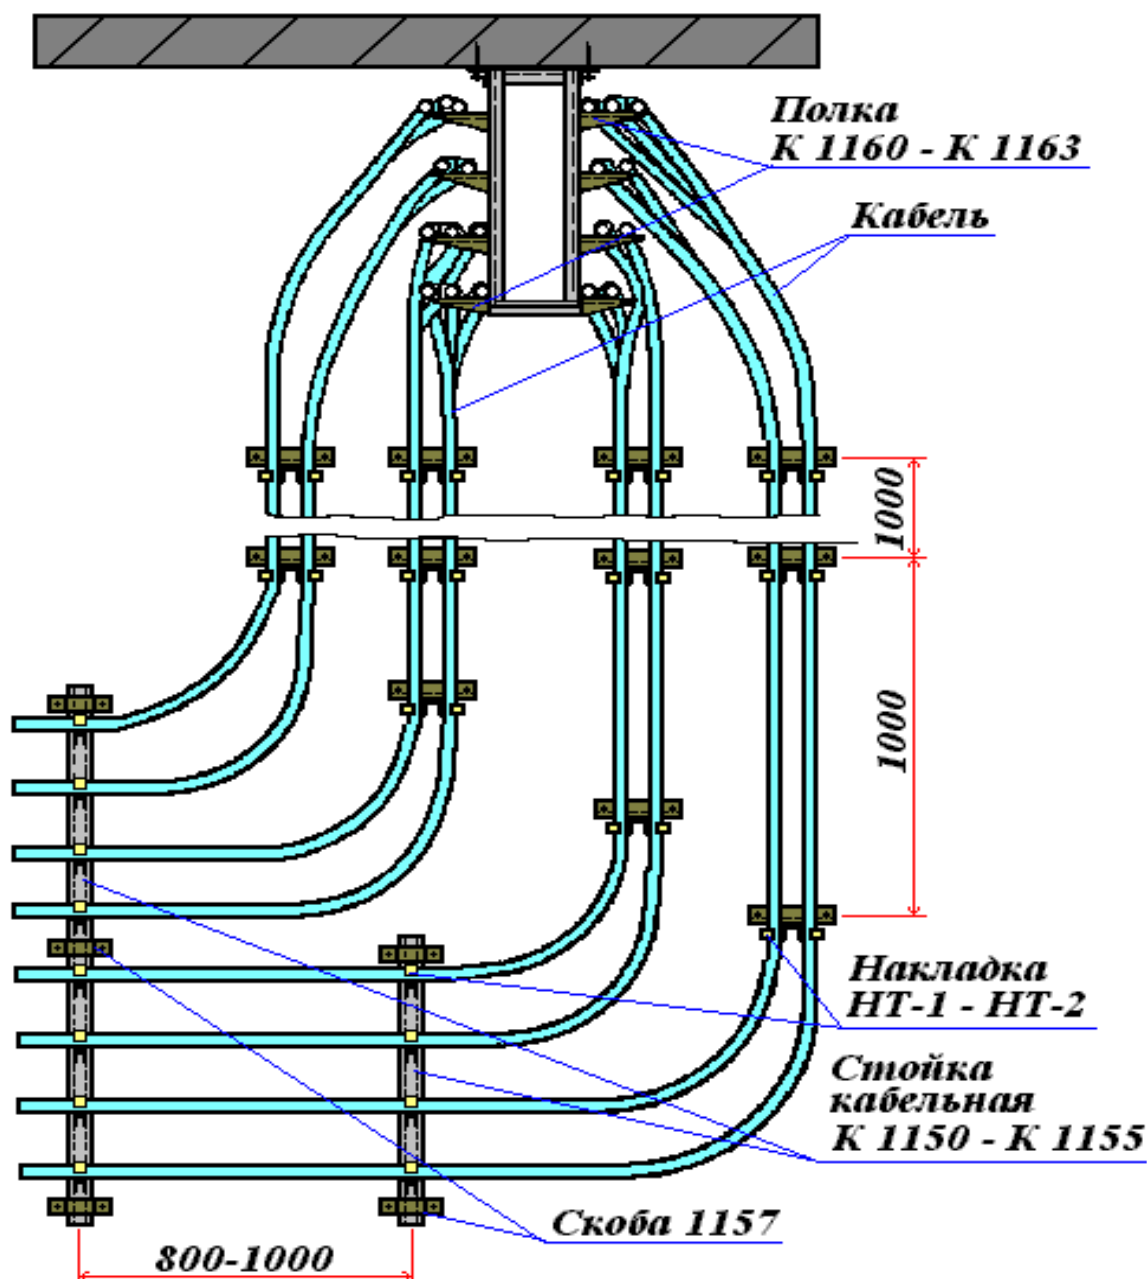 Полка
К 1160 - К 1163
Кабель
1000
1000
Накладка
НТ-1 - НТ-2
Стойка
кабельная
К 1150 - К 1155
Скоба 1157
800-1000